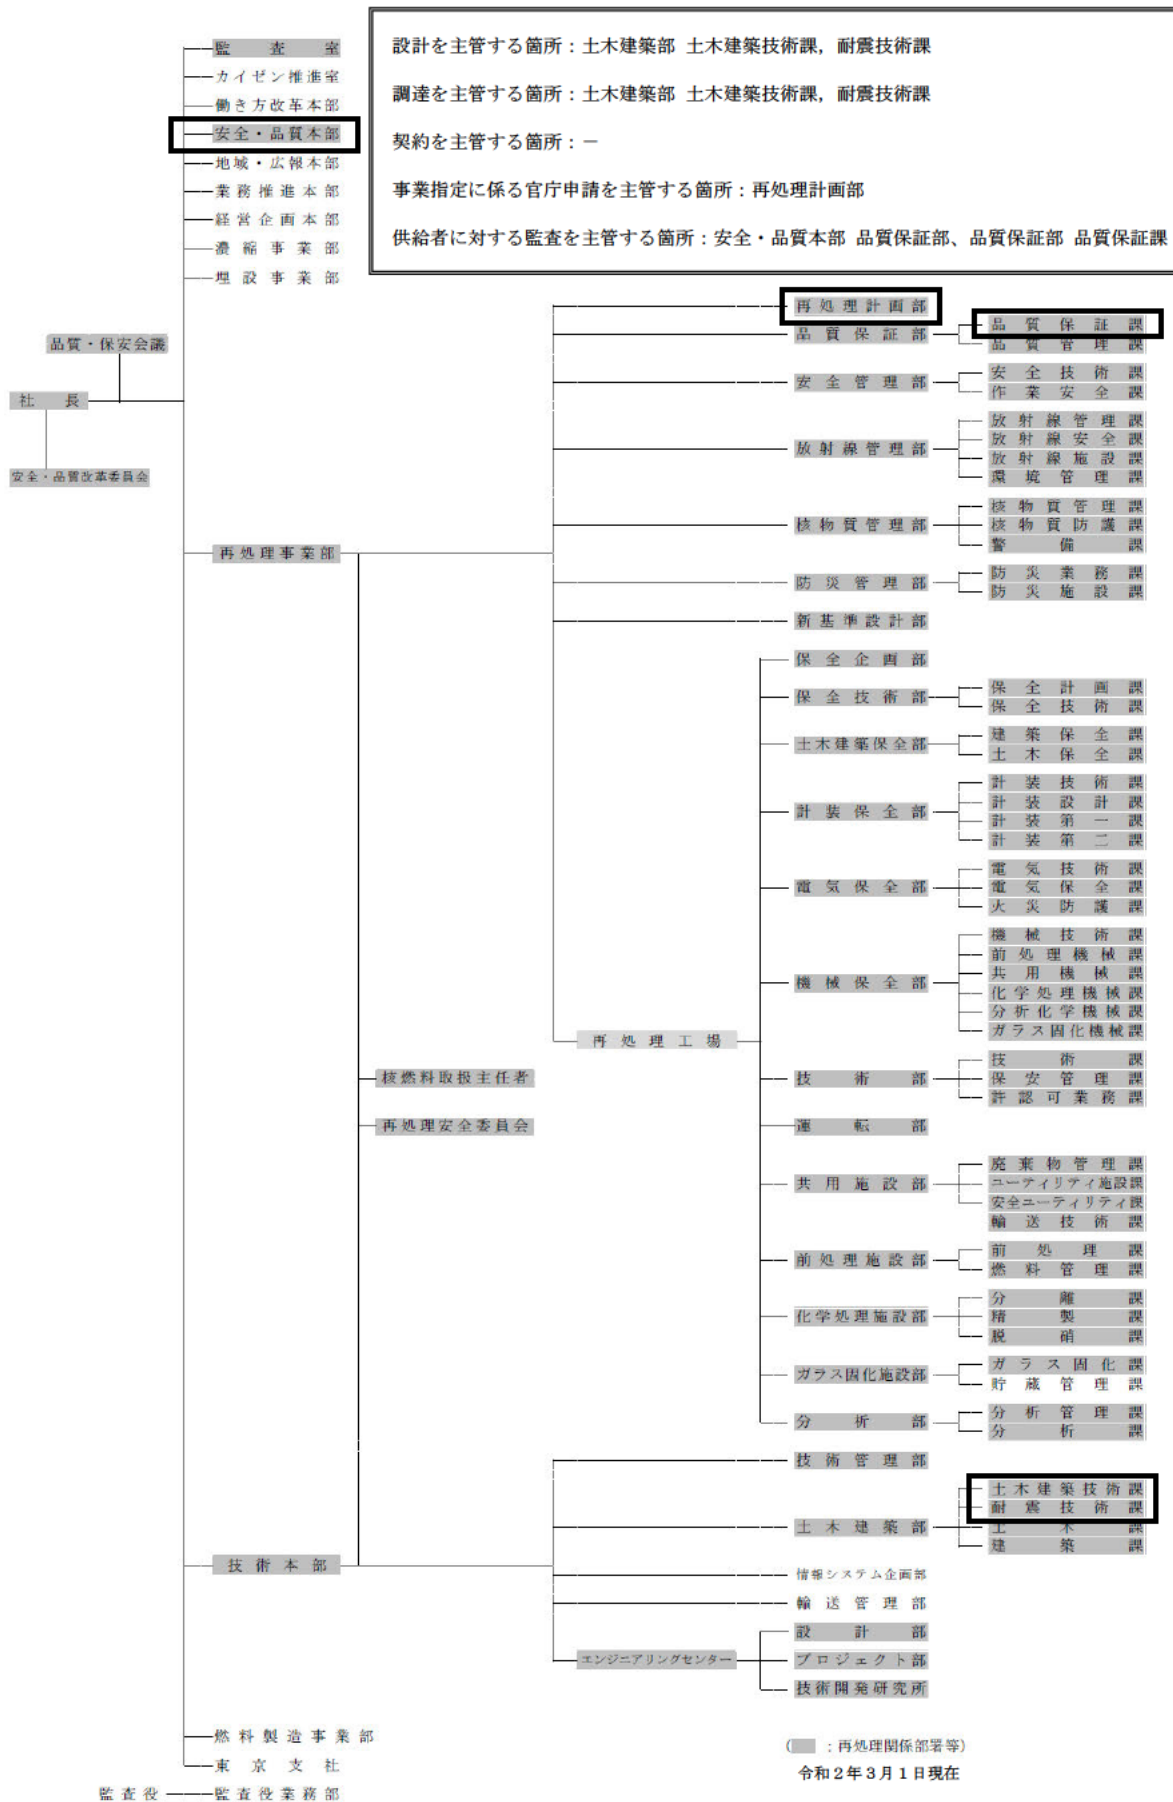 設計を主管する箇所：土木建築部 土木建築技術課，耐震技術課
調達を主管する箇所：土木建築部 土木建築技術課，耐震技術課
契約を主管する箇所：－
事業指定に係る官庁申請を主管する箇所：再処理計画部
供給者に対する監査を主管する箇所：安全・品質本部 品質保証部、品質保証部 品質保証課
監査室
カイゼン推進室
働き方改革本部
安全・品質本部
地域・広報本部
業務推進本部
経営企画本部
濃縮事業部
埋設事業部
品質・保安会議
社長
安全・品質改革委員会
再処理事業部
再処理計画部
品質保証部
品質保証課
品質管理課
安全管理部
安全技術課
作業安全課
放射線管理部
放射線管理課
放射線安全課
放射線施設課
環境管理課
核物質管理部
核物質管理課
核物質防護課
警備課
防災管理部
防災業務課
防災施設課
新基準設計部
再処理工場
保全企画部
保全技術部
保全計画課
保全技術課
土木建築保全部
建築保全課
土木保全課
計装保全部
計装技術課
計装設計課
計装第一課
計装第二課
電気保全部
電気技術課
電気保全課
火災防護課
機械保全部
機械技術課
前処理機械課
共用機械課
化学処理機械課
分析化学機械課
ガラス固化機械課
技術部
技術課
保安管理課
許認可業務課
運転部
共用施設部
廃棄物管理課
ユーティリティ施設課
安全ユーティリティ課
輸送技術課
前処理施設部
前処理課
燃料管理課
化学処理施設部
分離課
精製課
脱硝課
ガラス固化施設部
ガラス固化課
貯蔵管理課
分析部
分析管理課
分析課
核燃料取扱主任者
再処理安全委員会
技術本部
技術管理部
土木建築部
土木建築技術課
耐震技術課
土木課
建築課
情報システム企画部
輸送管理部
エンジニアリングセンター
設計部
プロジェクト部
技術開発研究所
燃料製造事業部
東京支社
監査役
監査役業務部
(　：再処理関係部署等)
令和２年３月１日現在